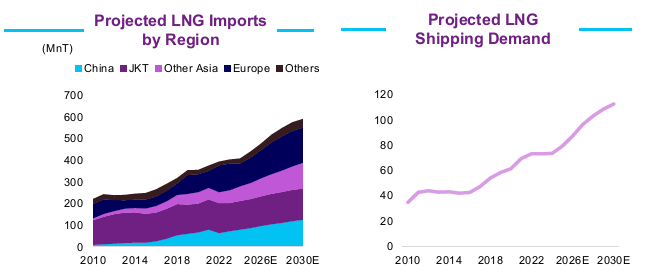 Projected LNG Imports
by Region
(MnT)
China JKT Other Asia Europe Others
700
600
500
400
300
200
100
0
2010 2014 2018 2022 2026E 2030E
Projected LNG
Shipping Demand
120
100
80
60
40
20
0
2010 2014 2018 2022 2026E 2030E